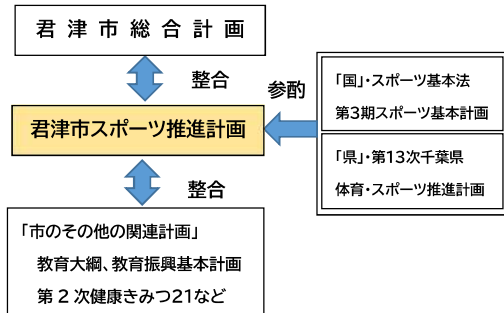 君津市総合計画
整合
参酌
「国」・スポーツ基本法
第3期スポーツ基本計画
君津市スポーツ推進計画
「県」・第13次千葉県
体育・スポーツ推進計画
整合
「市のその他の関連計画」
教育大綱、教育振興基本計画
第２次健康きみつ21など